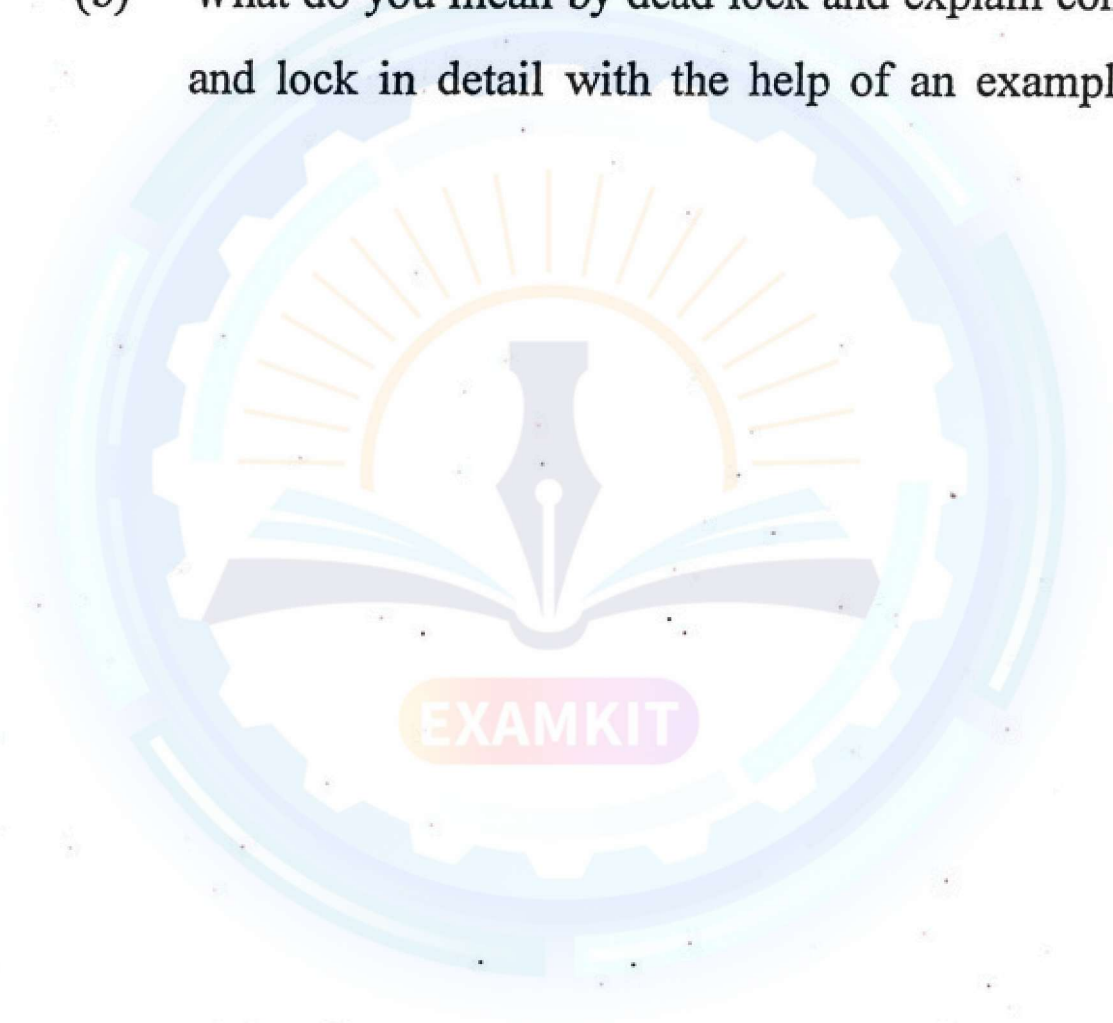 (b) What do you mean by dead lock and explain
and lock in detail with the help of an
EXAMKIT